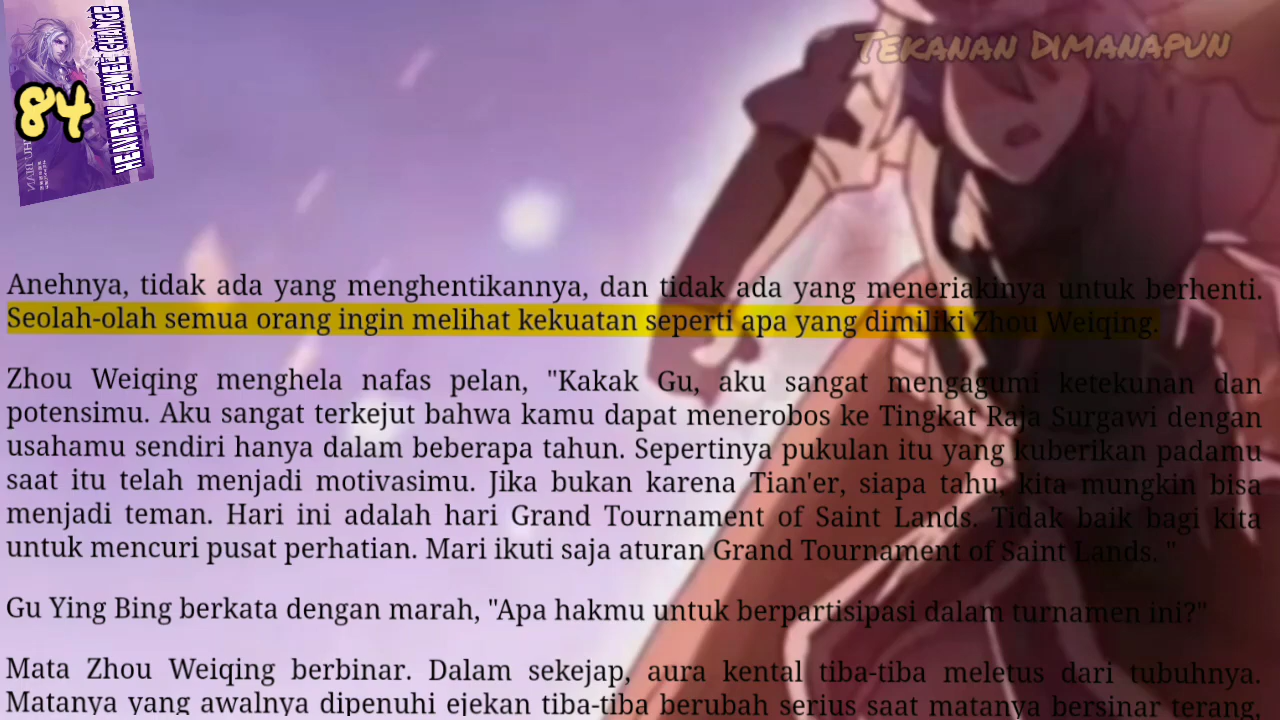 Tekanan Dimanapun
84
HEAVENLY JEWEL CHANGE
Anehnya, tidak ada yang menghentikannya, dan tidak ada yang meneriakinya untuk berhenti.
Seolah-olah semua orang ingin melihat kekuatan seperti apa yang dimiliki Zhou Weiqing.
Zhou Weiqing menghela nafas pelan, "Kakak Gu, aku sangat mengagumi ketekunan dan
potensimu. Aku sangat terkejut bahwa kamu dapat menerobos ke Tingkat Raja Surgawi dengan
usahamu sendiri hanya dalam beberapa tahun. Sepertinya pukulan itu yang kuberikan padamu
saat itu telah menjadi motivasimu. Jika bukan karena Tian'er, siapa tahu, kita mungkin bisa
menjadi teman. Hari ini adalah hari Grand Tournament of Saint Lands. Tidak baik bagi kita
untuk mencuri pusat perhatian. Mari ikuti saja aturan Grand Tournament of Saint Lands. "
Gu Ying Bing berkata dengan marah, "Apa hakmu untuk berpartisipasi dalam turnamen ini?"
Mata Zhou Weiqing berbinar. Dalam sekejap, aura kental tiba-tiba meletus dari tubuhnya.
Matanya yang awalnya dipenuhi ejekan tiba-tiba berubah serius saat matanya bersinar terang,